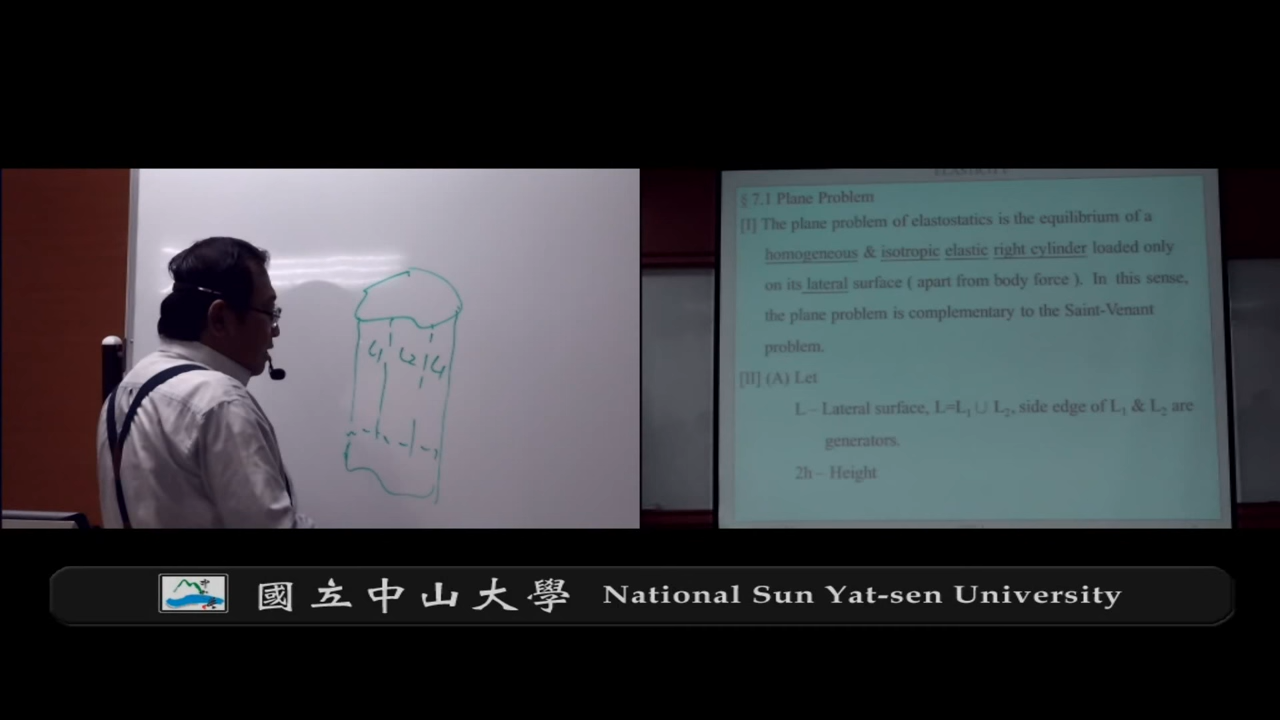 L1 L2 L1
§ 7.1 Plane Problem
[I] The plane problem of elastostatics is the equilibrium of a
homogeneous & isotropic elastic right cylinder loaded only
on its lateral surface ( apart from body force ). In this sense,
the plane problem is complementary to the Saint-Venant
problem.
[II] (A) Let
L – Lateral surface, L=L1 ∪ L2, side edge of L1 & L2 are
generators.
2h – Height
國立中山大學 National Sun Yat-sen University